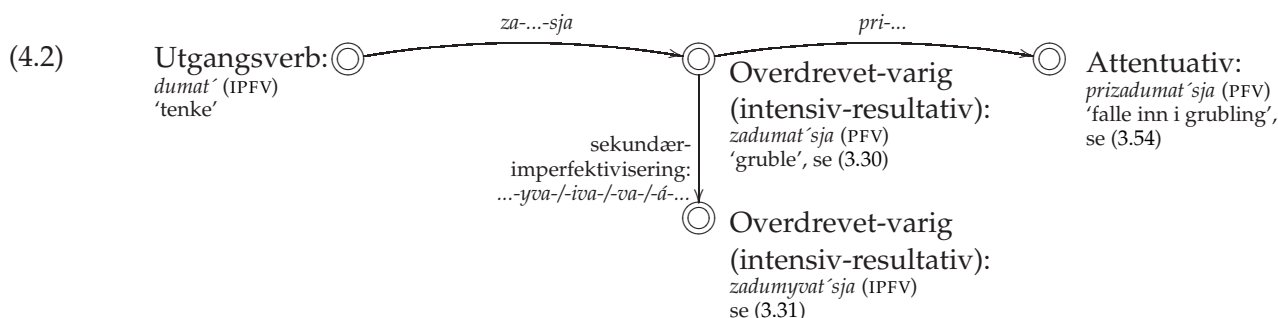 (4.2)
Utgangsverb:
dumat´ (IPFV)
‘tenke’
za-...-sja
Overdrevet-varig
(intensiv-resultativ):
zadumat´sja (PFV)
‘gruble’, se (3.30)
pri-...
Attentuativ:
prizadumat´sja (PFV)
‘falle inn i grubling’,
se (3.54)
sekundær-
imperfektivisering:
...-yva-/-iva-/-va-/-á-...
Overdrevet-varig
(intensiv-resultativ):
zadumyvat´sja (IPFV)
se (3.31)